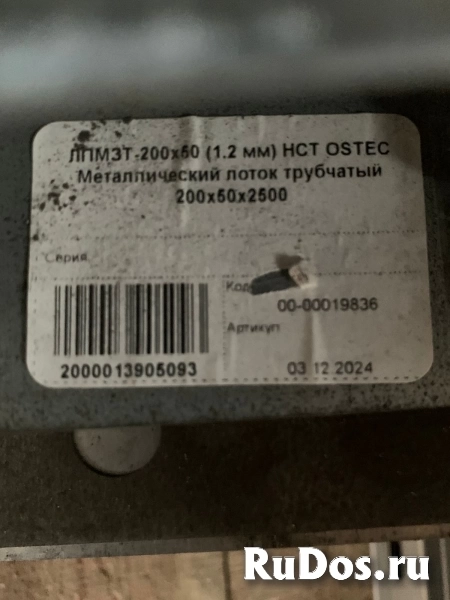 ЛПМЗТ-200х50 (1.2 мм) НСТ OSTEC
Металлический лоток трубчатый
200х50х2500
Серия
Код
00-00019836
Артикул
2000013905093
03 12 2024
RuDos.ru